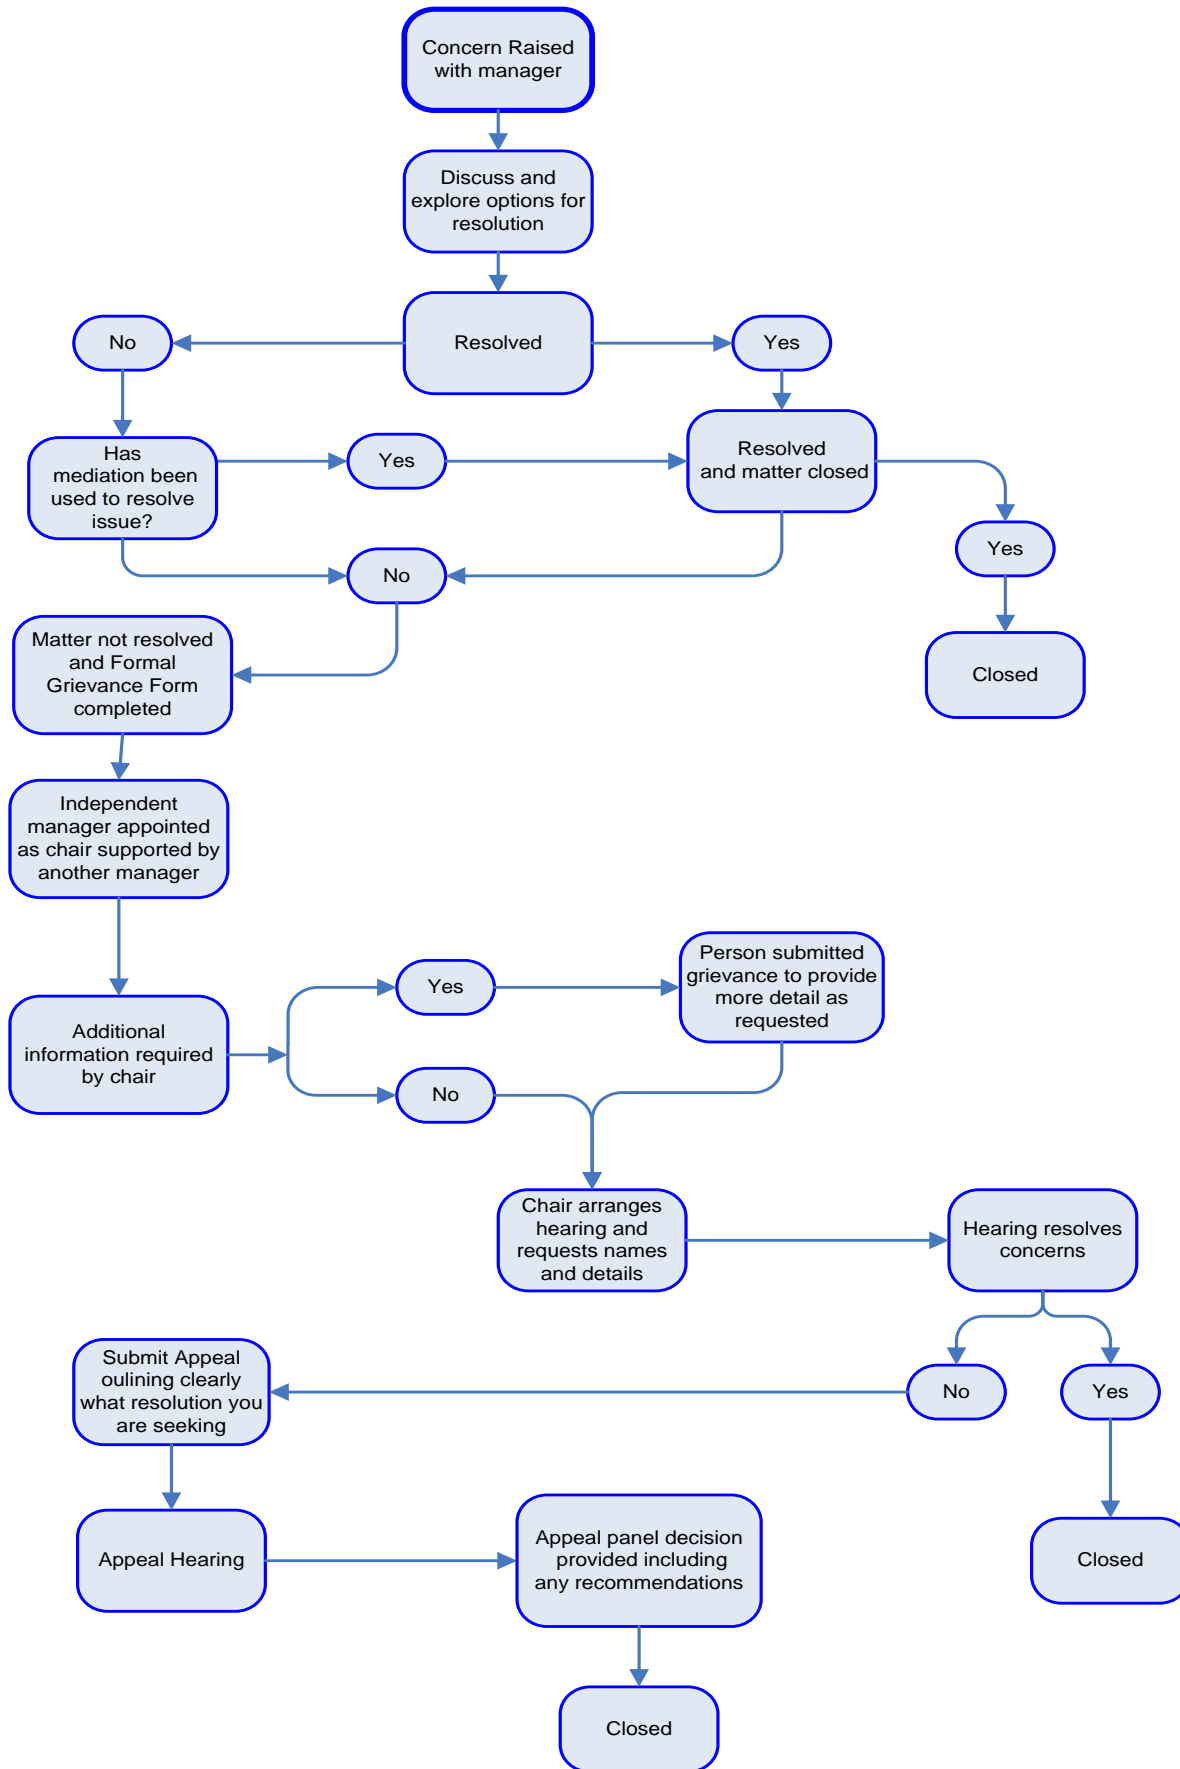 Concern Raised
with manager
Discuss and
explore options for
resolution
No
Resolved
Yes
Has
mediation been
used to resolve
issue?
Yes
Resolved
and matter closed
No
Yes
Matter not resolved
and Formal
Grievance Form
completed
Closed
Independent
manager appointed
as chair supported by
another manager
Additional
information required
by chair
Yes
Person submitted
grievance to provide
more detail as
requested
No
Chair arranges
hearing and
requests names
and details
Hearing resolves
concerns
Submit Appeal
oulining clearly
what resolution you
are seeking
No
Yes
Appeal Hearing
Appeal panel decision
provided including
any recommendations
Closed
Closed